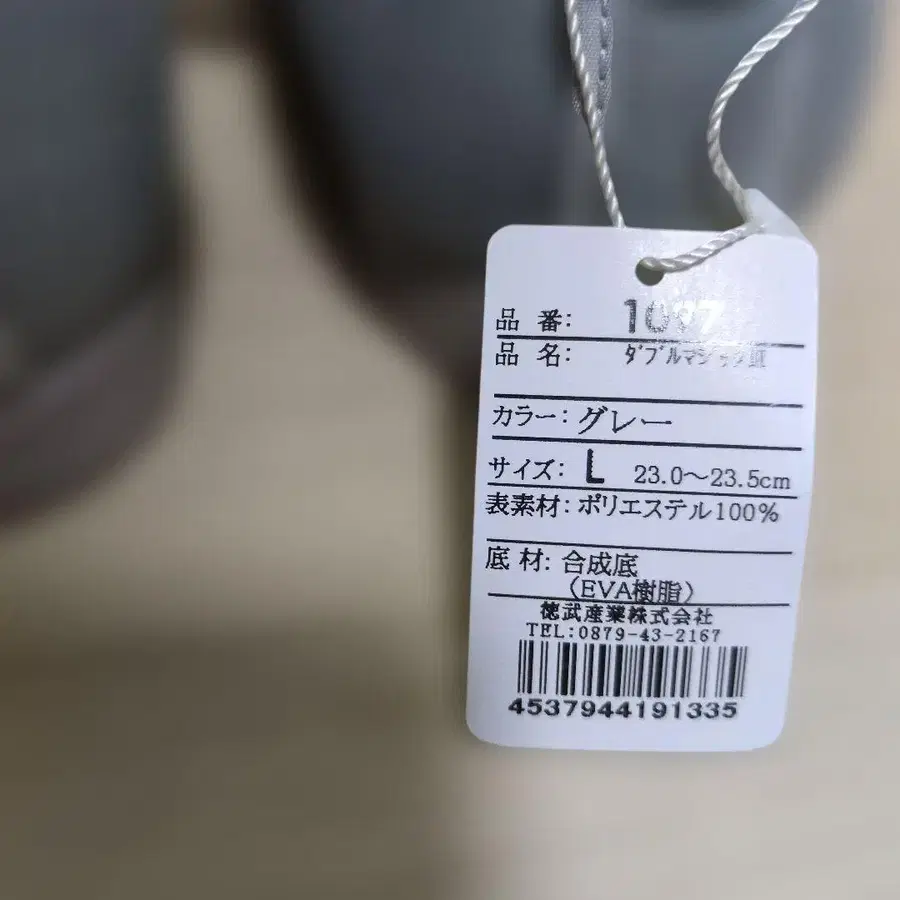 品 番: 1097
品 名: ﾀﾞﾌﾞﾙﾏｼﾞｯｸⅢ
カラー: グレー
サイズ: L 23.0～23.5cm
表素材: ポリエステル100%
底 材: 合成底
(EVA樹脂)
徳武産業株式会社
TEL:0879-43-2167
4537944191335